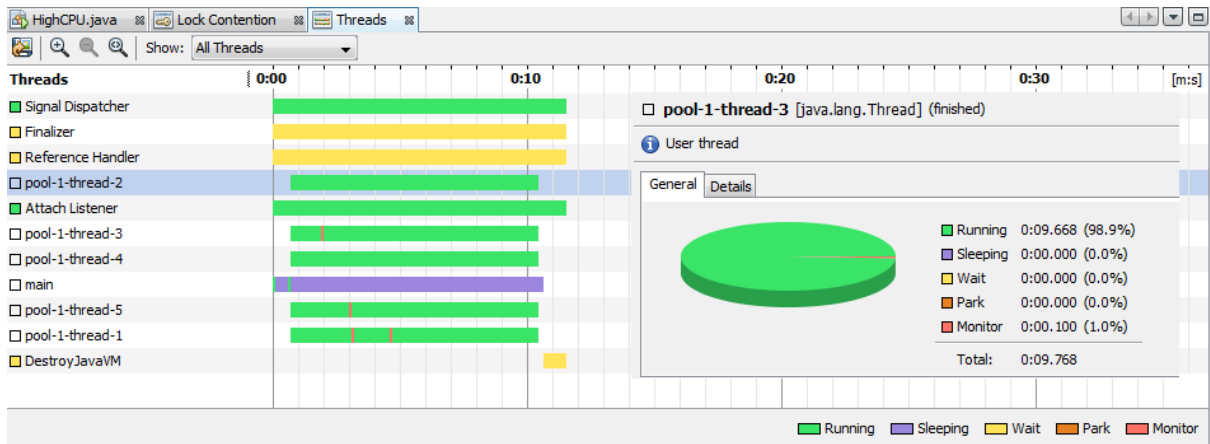 HighCPU.java Lock Contention Threads
Show: All Threads
Threads 0:00 0:10 0:20 0:30 [m:s]
Signal Dispatcher
Finalizer
Reference Handler
pool-1-thread-2
Attach Listener
pool-1-thread-3
pool-1-thread-4
main
pool-1-thread-5
pool-1-thread-1
DestroyJavaVM
pool-1-thread-3 [java.lang.Thread] (finished)
User thread
General Details
Running 0:09.668 (98.9%)
Sleeping 0:00.000 (0.0%)
Wait 0:00.000 (0.0%)
Park 0:00.000 (0.0%)
Monitor 0:00.100 (1.0%)
Total: 0:09.768
Running Sleeping Wait Park Monitor